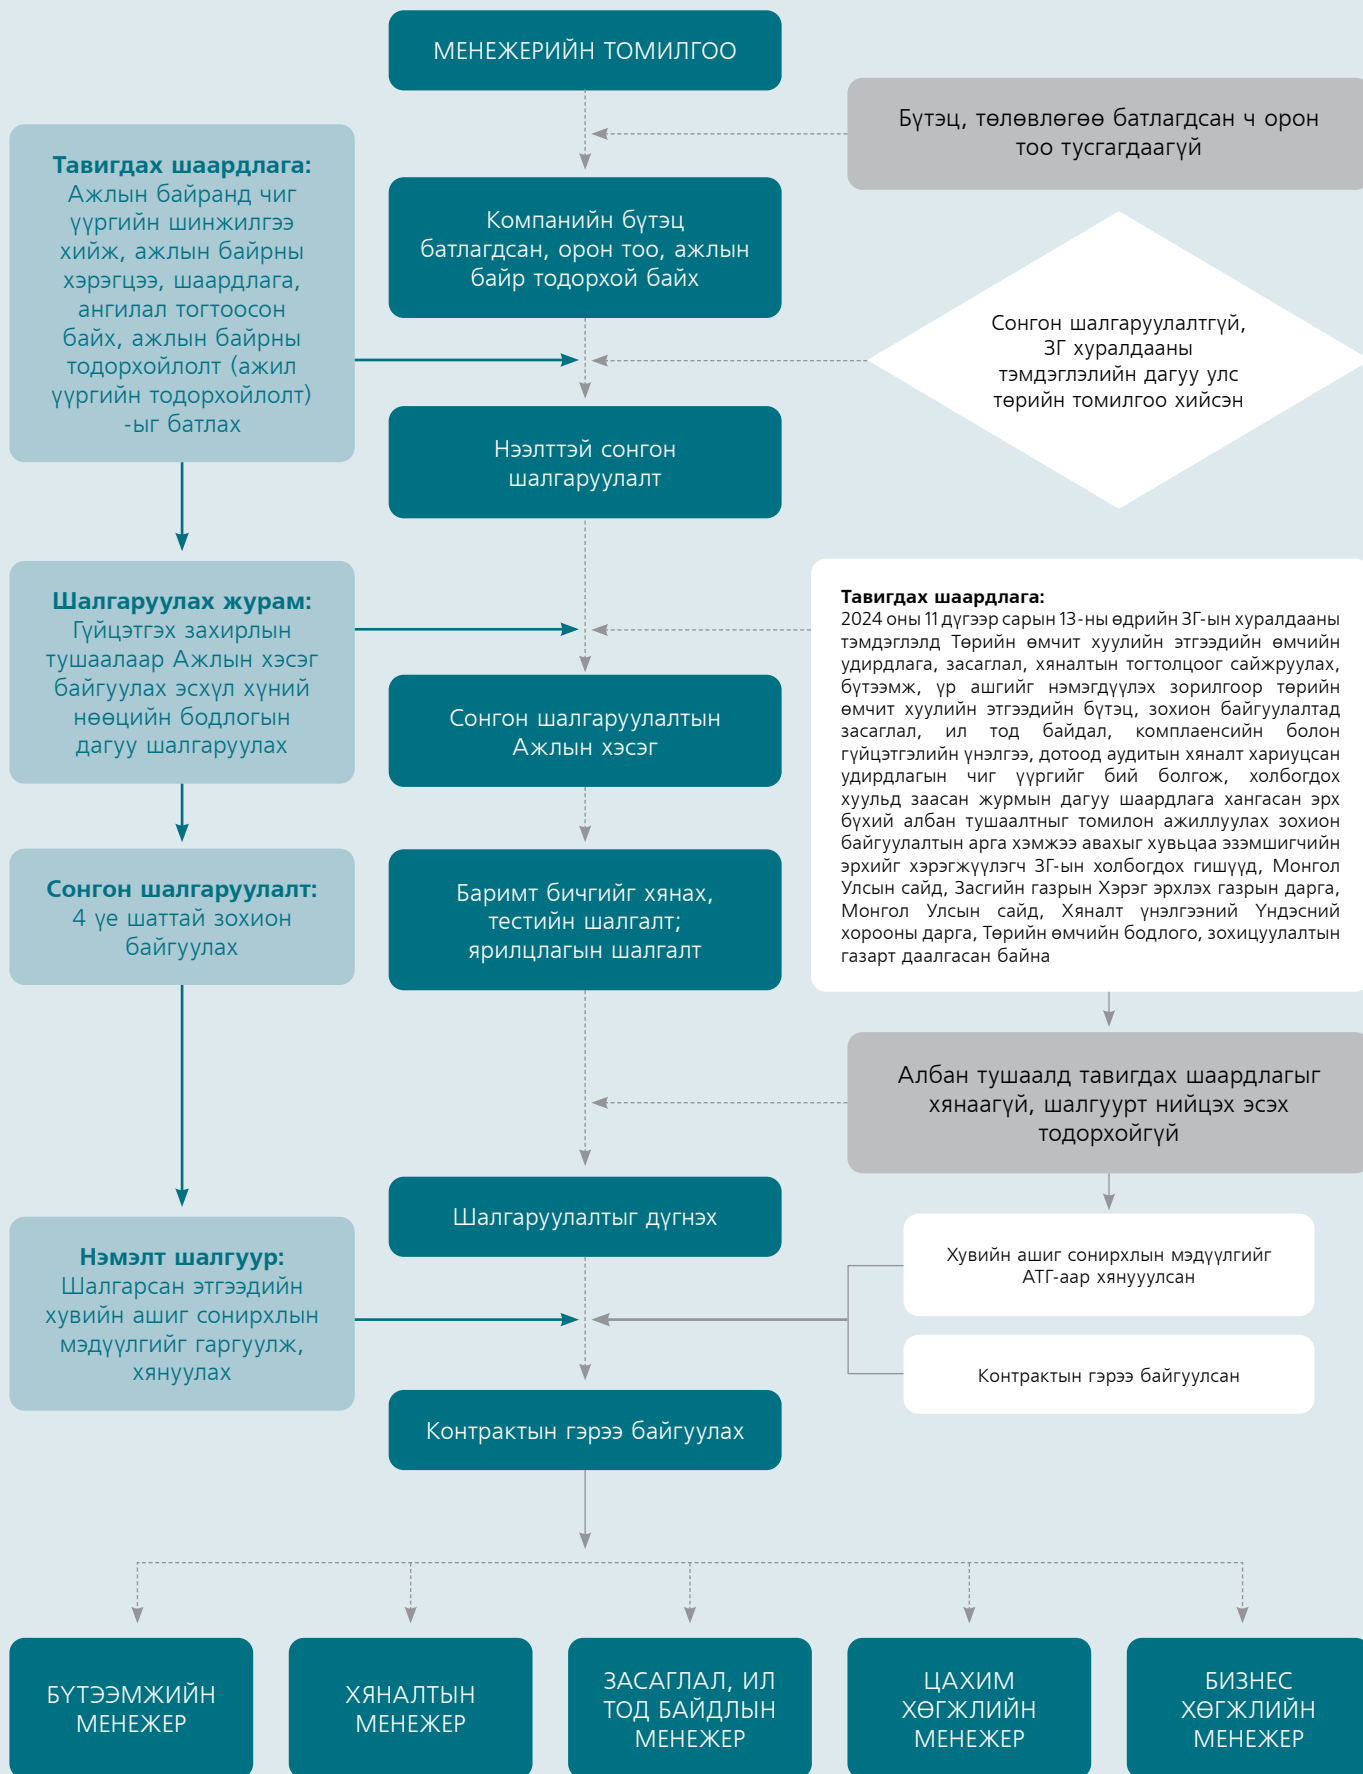 МЕНЕЖЕРИЙН ТОМИЛГОО
Бүтэц, төлөвлөгөө батлагдсан ч орон
тоо тусгагдаагүй
Тавигдах шаардлага:
Ажлын байранд чиг
үүргийн шинжилгээ
хийж, ажлын байрны
хэрэгцээ, шаардлага,
ангилал тогтоосон
байх, ажлын байрны
тодорхойлолт (ажил
үүргийн тодорхойлолт)
-ыг батлах
Компанийн бүтэц
батлагдсан, орон тоо, ажлын
байр тодорхой байх
Сонгон шалгаруулалтгүй,
ЗГ хуралдааны
тэмдэглэлийн дагуу улс
төрийн томилгоо хийсэн
Нээлттэй сонгон
шалгаруулалт
Шалгаруулах журам:
Гүйцэтгэх захирлын
тушаалаар Ажлын хэсэг
байгуулах эсхүл хүний
нөөцийн бодлогын
дагуу шалгаруулах
Сонгон шалгаруулалтын
Ажлын хэсэг
Тавигдах шаардлага:
2024 оны 11 дүгээр сарын 13-ны өдрийн ЗГ-ын хуралдааны
тэмдэглэлд Төрийн өмчит хуулийн этгээдийн өмчийн
удирдлага, засаглал, хяналтын тогтолцоог сайжруулах,
бүтээмж, үр ашгийг нэмэгдүүлэх зорилгоор төрийн
өмчит хуулийн этгээдийн бүтэц, зохион байгуулалтад
засаглал, ил тод байдал, комплаенсийн болон
гүйцэтгэлийн үнэлгээ, дотоод аудитын хяналт хариуцсан
удирдлагын чиг үүргийг бий болгож, холбогдох
хуульд заасан журмын дагуу шаардлага хангасан эрх
бүхий албан тушаалтныг томилон ажиллуулах зохион
байгуулалтын арга хэмжээ авахыг хувьцаа эзэмшигчийн
эрхийг хэрэгжүүлэгч ЗГ-ын холбогдох гишүүд, Монгол
Улсын сайд, Засгийн газрын Хэрэг эрхлэх газрын дарга,
Монгол Улсын сайд, Хяналт үнэлгээний Үндэсний
хорооны дарга, Төрийн өмчийн бодлого, зохицуулалтын
газарт даалгасан байна
Сонгон шалгаруулалт:
4 үе шаттай зохион
байгуулах
Баримт бичгийг хянах,
тестийн шалгалт;
ярилцлагын шалгалт
Албан тушаалд тавигдах шаардлагыг
хянаагүй, шалгуурт нийцэх эсэх
тодорхойгүй
Шалгаруулалтыг дүгнэх
Нэмэлт шалгуур:
Шалгарсан этгээдийн
хувийн ашиг сонирхлын
мэдүүлгийг гаргуулж,
хянуулах
Хувийн ашиг сонирхлын мэдүүлгийг
АТГ-аар хянууулсан
Контрактын гэрээ байгуулсан
Контрактын гэрээ байгуулах
БҮТЭЭМЖИЙН
МЕНЕЖЕР
ХЯНАЛТЫН
МЕНЕЖЕР
ЗАСАГЛАЛ, ИЛ
ТОД БАЙДЛЫН
МЕНЕЖЕР
ЦАХИМ
ХӨГЖЛИЙН
МЕНЕЖЕР
БИЗНЕС
ХӨГЖЛИЙН
МЕНЕЖЕР